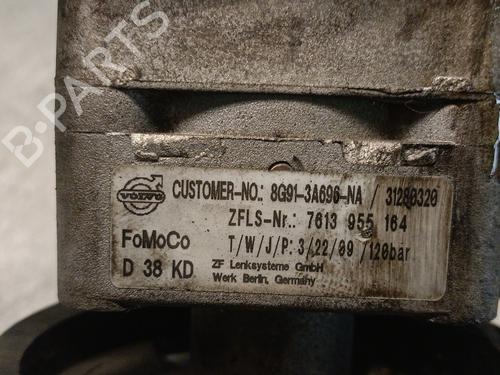 B-PARTS
CUSTOMER-NO.: 8G91-3A696-NA / 31280320
VOLVO
ZFLS-Nr.: 7613 955 164
FoMoCo T/W/J/P: 3/22/09 /120bar
D 38 KD ZF Lenksysteme GmbH
Werk Berlin, Germany